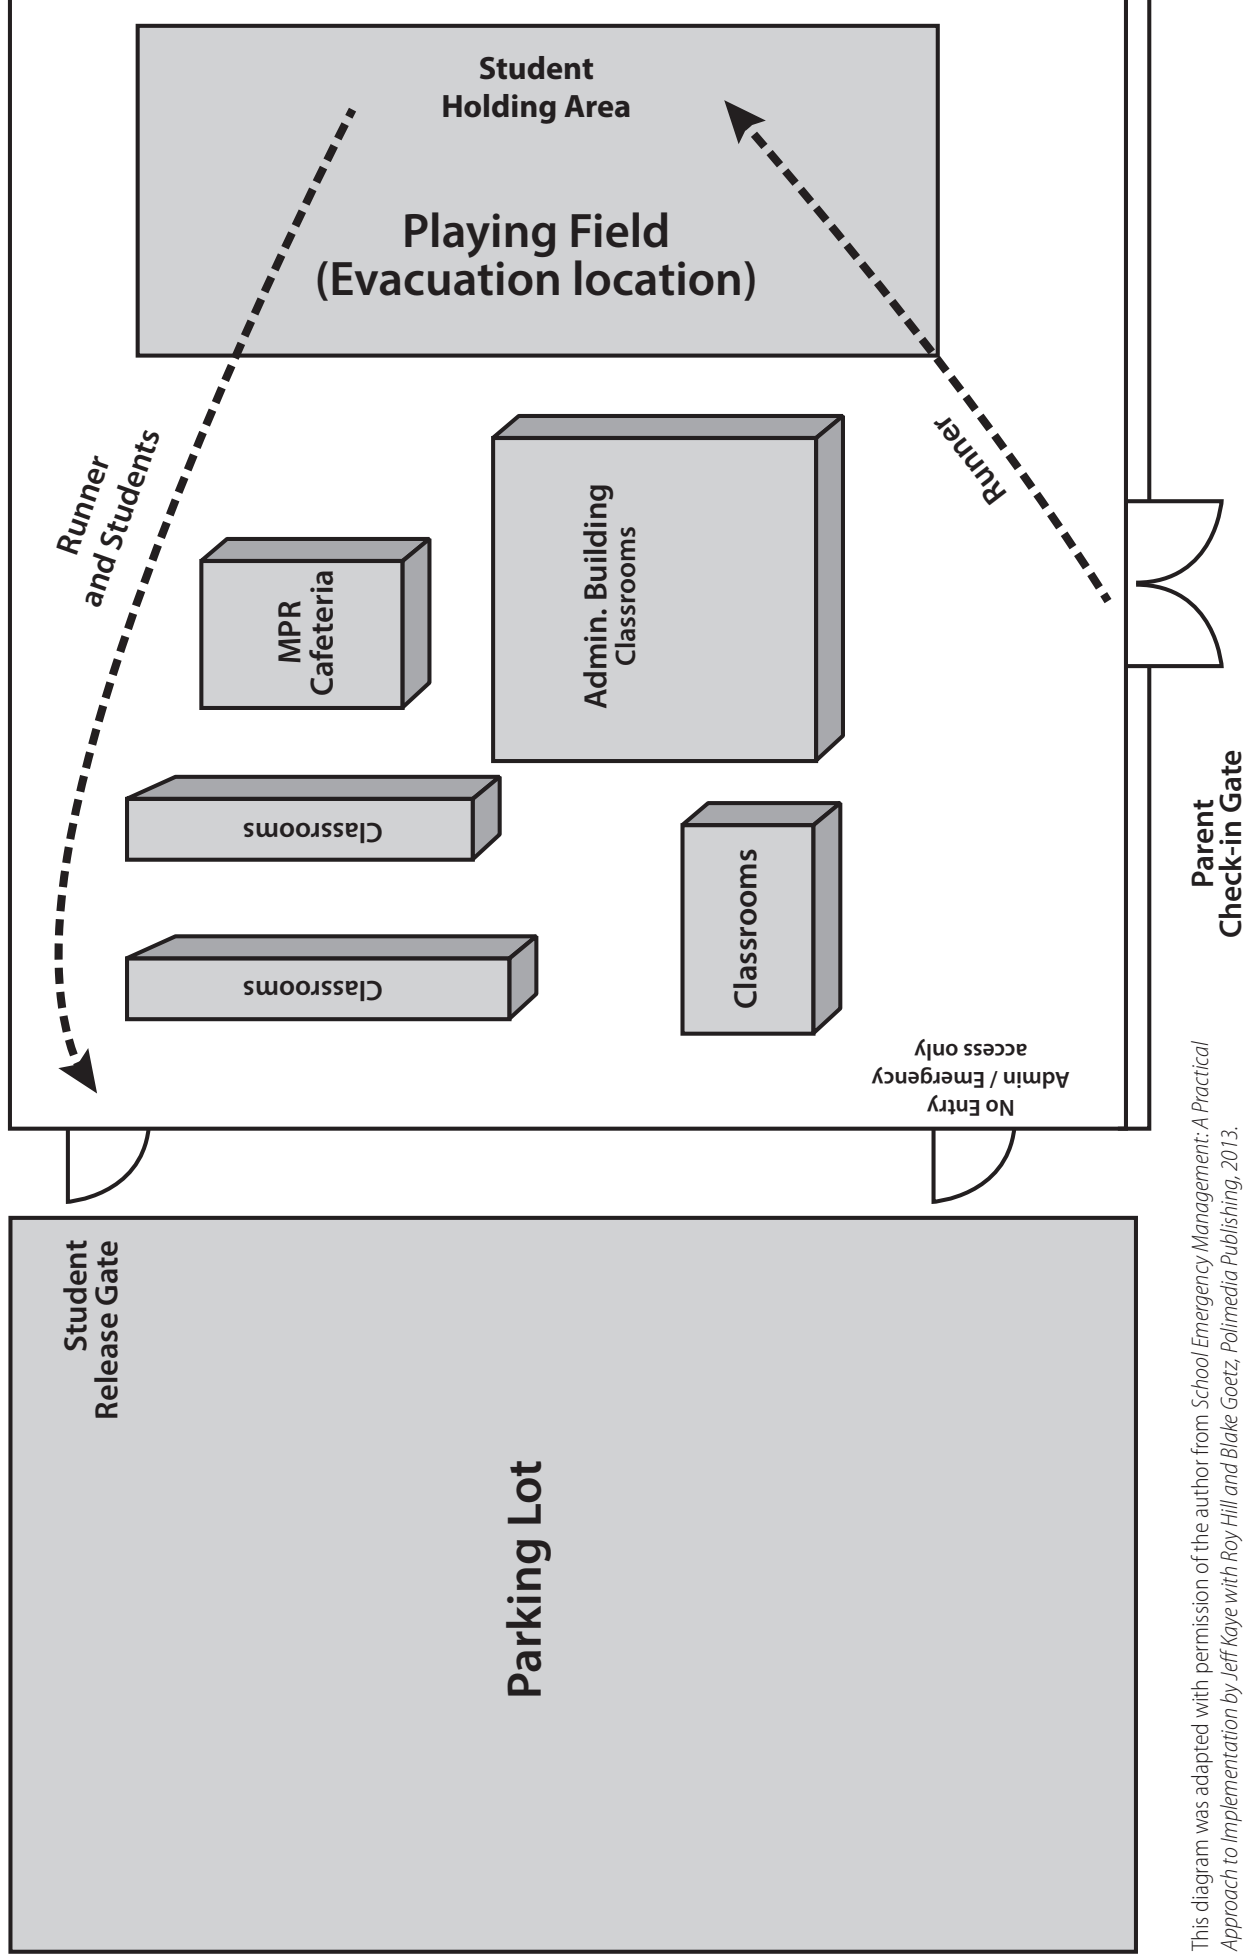 Student
Holding Area
Playing Field
(Evacuation location)
Runner
and Students
Runner
MPR
Cafeteria
Admin. Building
Classrooms
Classrooms
Classrooms
Classrooms
No Entry
Admin / Emergency
access only
Parent
Check-in Gate
Student
Release Gate
Parking Lot
This diagram was adapted with permission of the author from School Emergency Management: A Practical
Approach to Implementation by Jeff Kaye with Roy Hill and Blake Goetz, Polimedia Publishing, 2013.